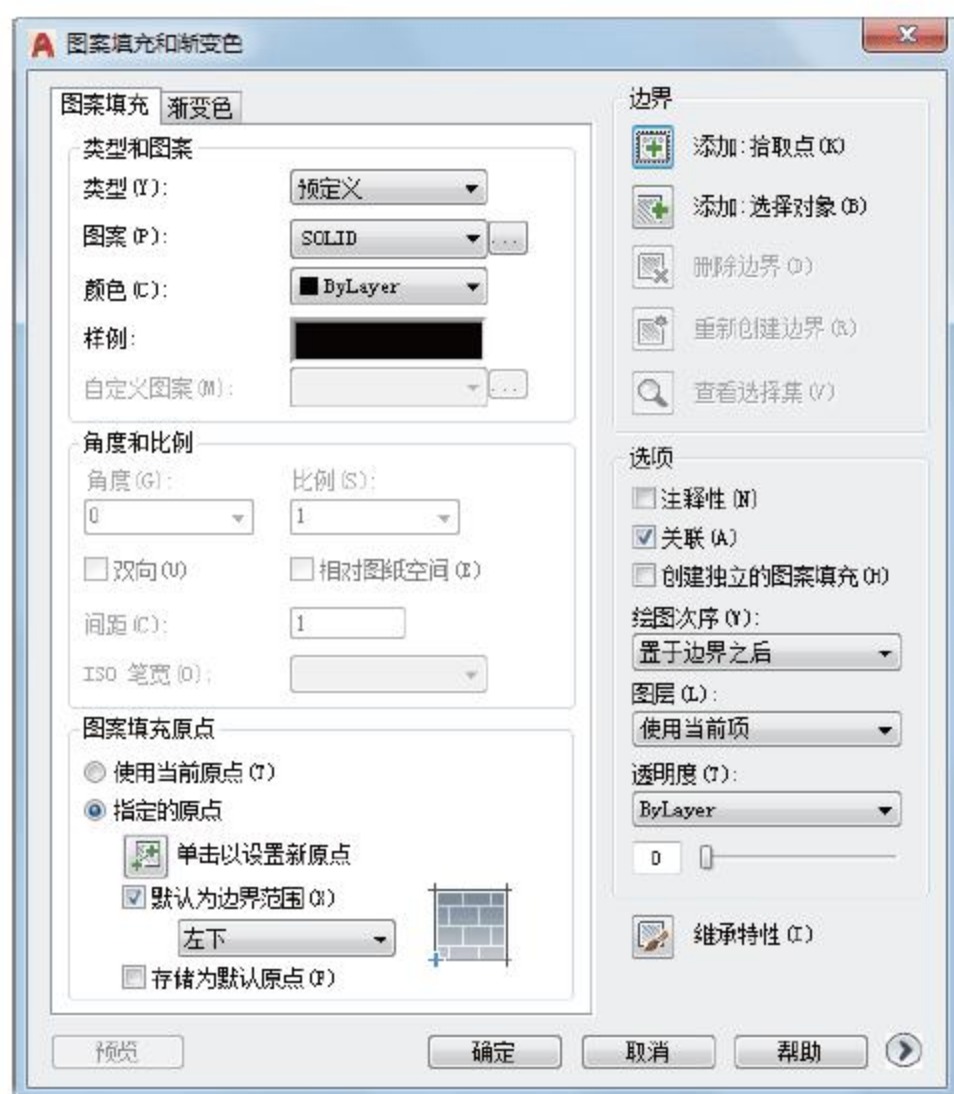 图案填充和渐变色
图案填充 渐变色
类型和图案
类型(Y):
预定义
图案(P):
SOLID
...
颜色(C):
ByLayer
样例:
自定义图案(M):
...
角度和比例
角度(G):
比例(S):
0
1
双向(U)
相对图纸空间(E)
间距(C):
1
ISO 笔宽(O):
图案填充原点
使用当前原点(T)
指定的原点
单击以设置新原点
默认为边界范围(X)
左下
存储为默认原点(F)
边界
添加:拾取点(K)
添加:选择对象(B)
删除边界(D)
重新创建边界(R)
查看选择集(V)
选项
注释性(N)
关联(A)
创建独立的图案填充(H)
绘图次序(Y):
置于边界之后
图层(L):
使用当前项
透明度(T):
ByLayer
0
继承特性(I)
预览
确定
取消
帮助